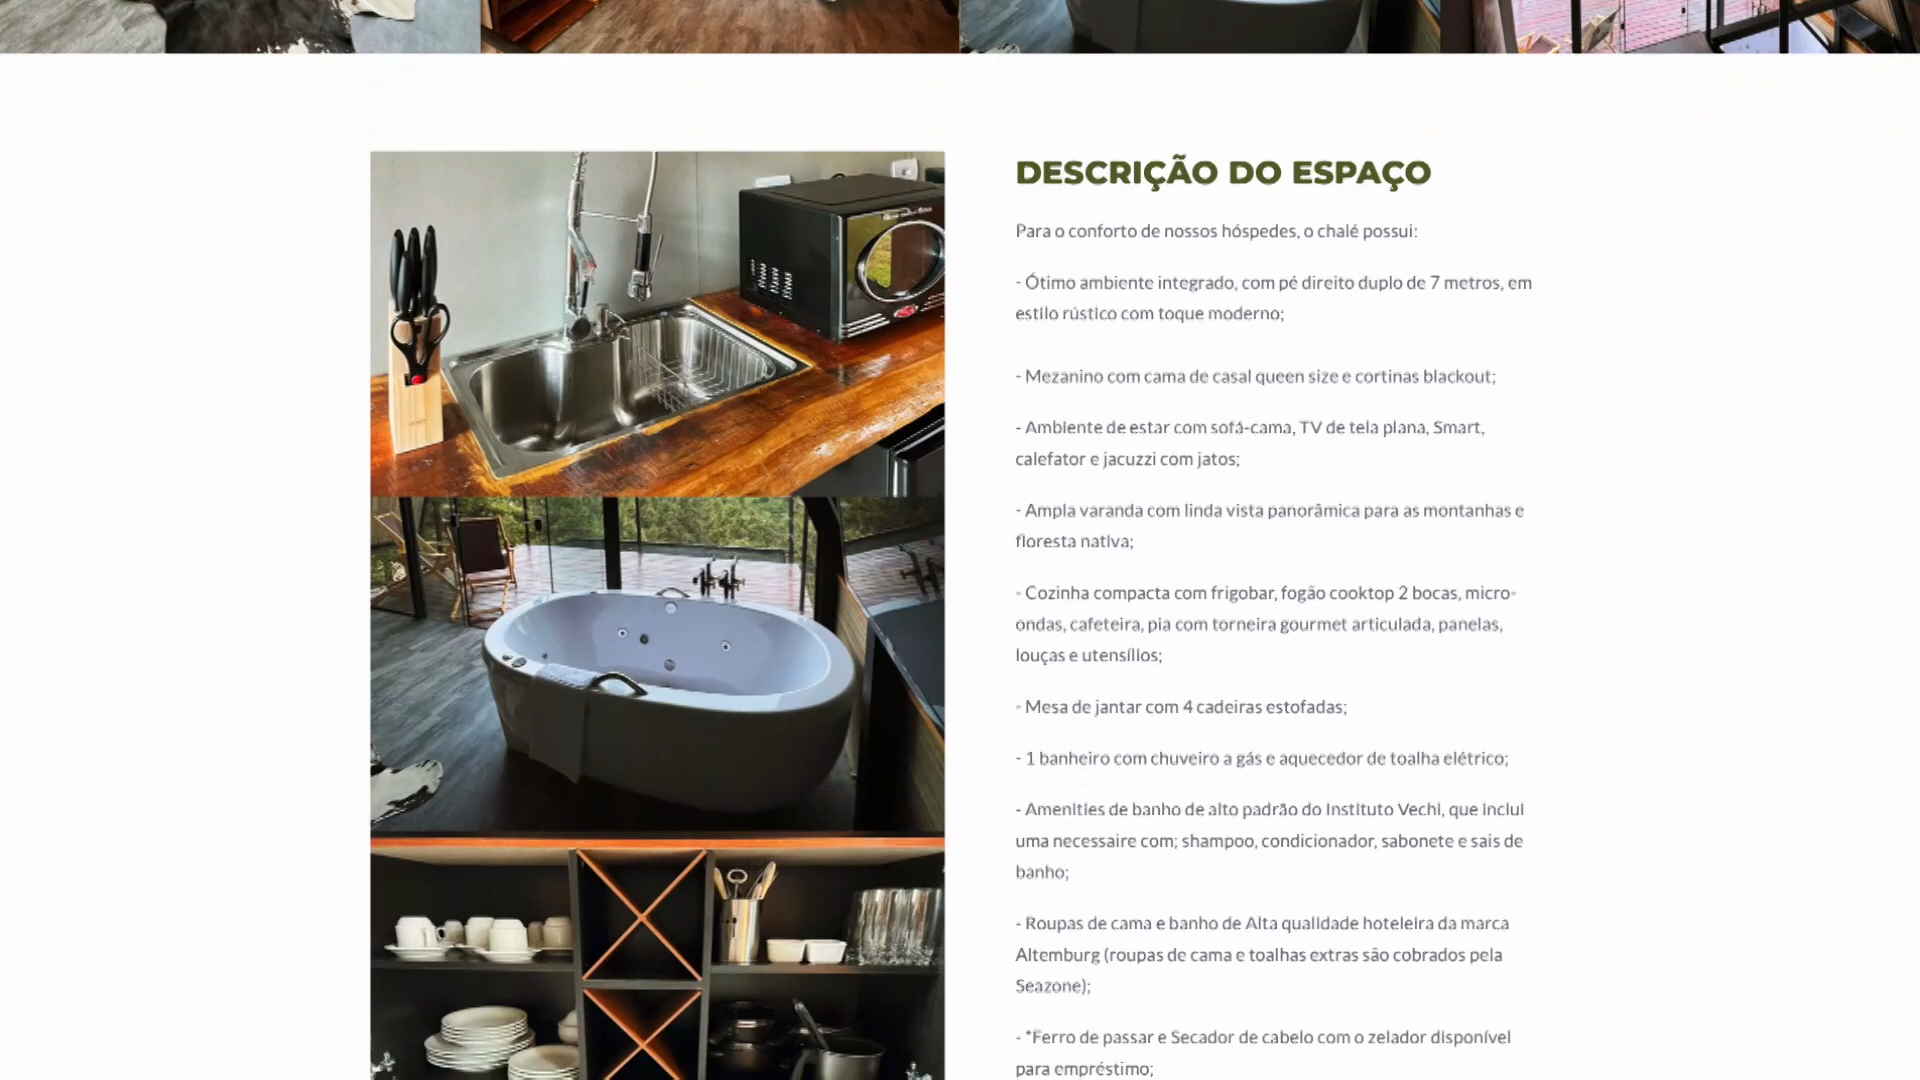 DESCRIÇÃO DO ESPAÇO
Para o conforto de nossos hóspedes, o chalé possui:
- Ótimo ambiente integrado, com pé direito duplo de 7 metros, em
estilo rústico com toque moderno;
- Mezanino com cama de casal queen size e cortinas blackout;
- Ambiente de estar com sofá-cama, TV de tela plana, Smart,
calefator e jacuzzi com jatos;
- Ampla varanda com linda vista panorâmica para as montanhas e
floresta nativa;
- Cozinha compacta com frigobar, fogão cooktop 2 bocas, micro-
ondas, cafeteira, pia com torneira gourmet articulada, panelas,
louças e utensílios;
- Mesa de jantar com 4 cadeiras estofadas;
- 1 banheiro com chuveiro a gás e aquecedor de toalha elétrico;
- Amenities de banho de alto padrão do Instituto Vechi, que inclui
uma necessaire com; shampoo, condicionador, sabonete e sais de
banho;
- Roupas de cama e banho de Alta qualidade hoteleira da marca
Altemburg (roupas de cama e toalhas extras são cobrados pela
Seazone);
- *Ferro de passar e Secador de cabelo com o zelador disponível
para empréstimo;